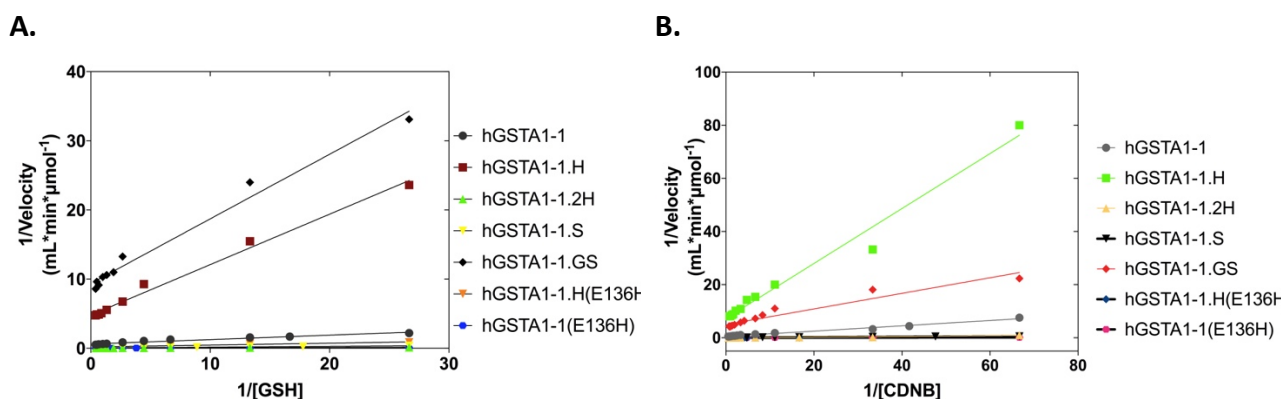 A.
40
30
20
10
0
0
10
20
30
1/Velocity
(mL*min*µmol⁻¹)
1/[GSH]
hGSTA1-1
hGSTA1-1.H
hGSTA1-1.2H
hGSTA1-1.S
hGSTA1-1.GS
hGSTA1-1.H(E136H
hGSTA1-1(E136H)
B.
100
80
60
40
20
0
0
20
40
60
80
1/Velocity
(mL*min*µmol⁻¹)
1/[CDNB]
hGSTA1-1
hGSTA1-1.H
hGSTA1-1.2H
hGSTA1-1.S
hGSTA1-1.GS
hGSTA1-1.H(E136H
hGSTA1-1(E136H)